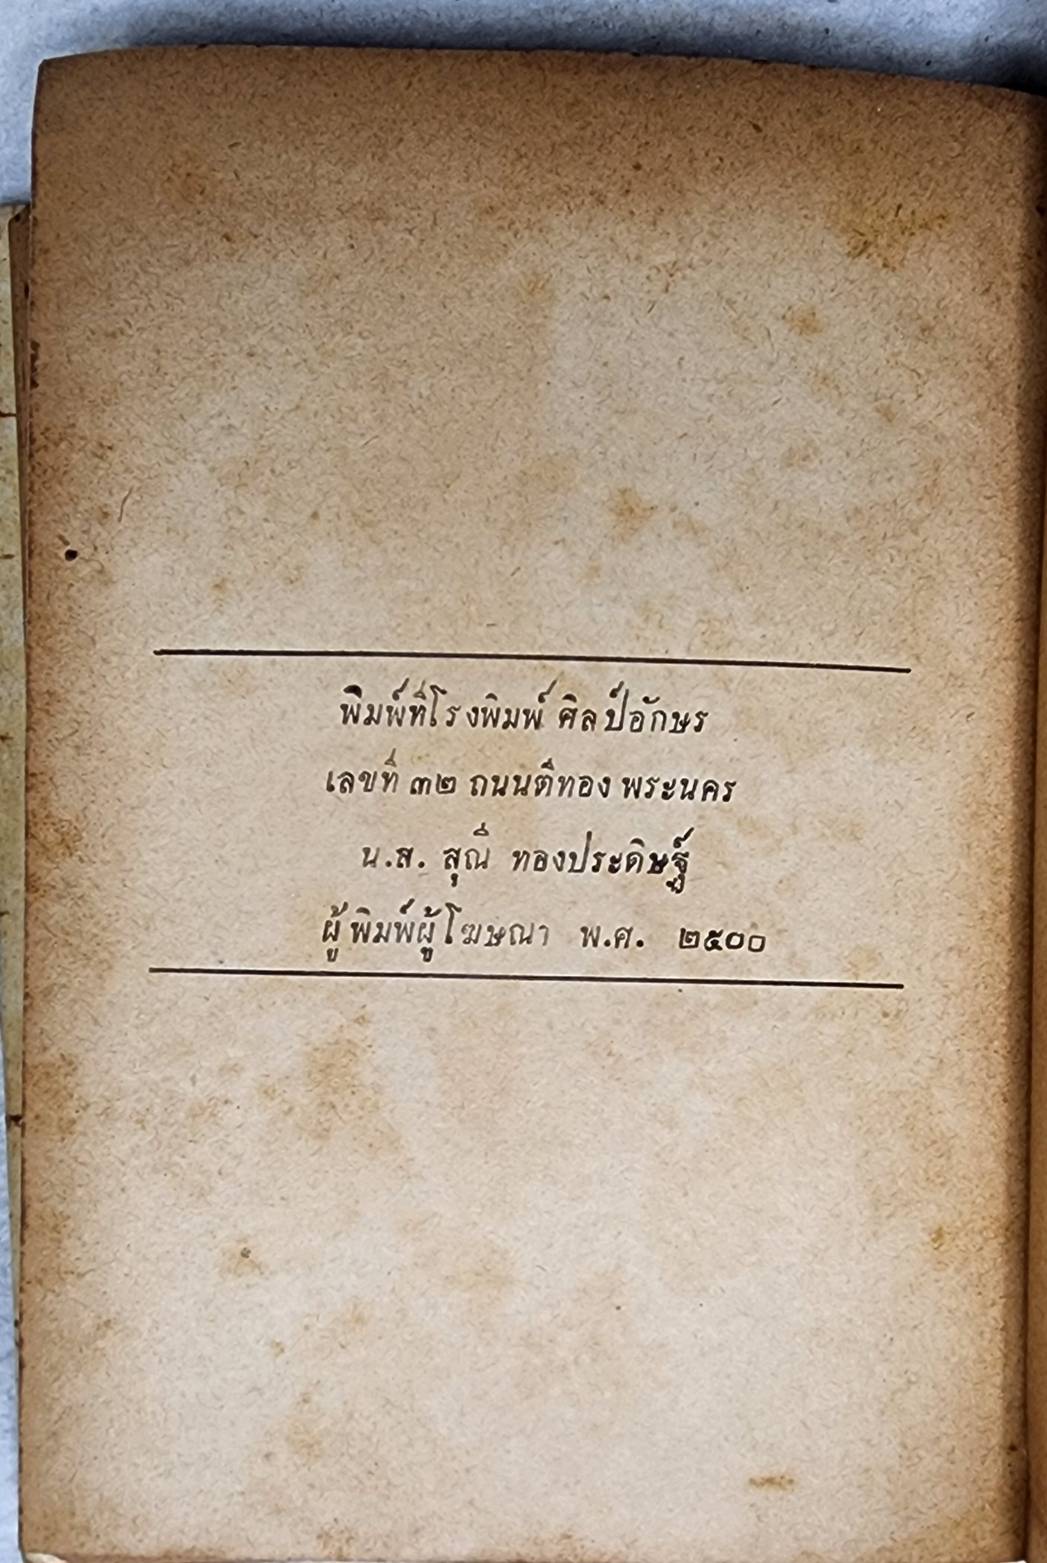 พิมพ์ที่โรงพิมพ์ ศิลป์อักษร
เลขที่ ๓๒ ถนนตีทอง พระนคร
น.ส. สุณี ทองประดิษฐ์
ผู้พิมพ์ผู้โฆษณา พ.ศ. ๒๕๐๐